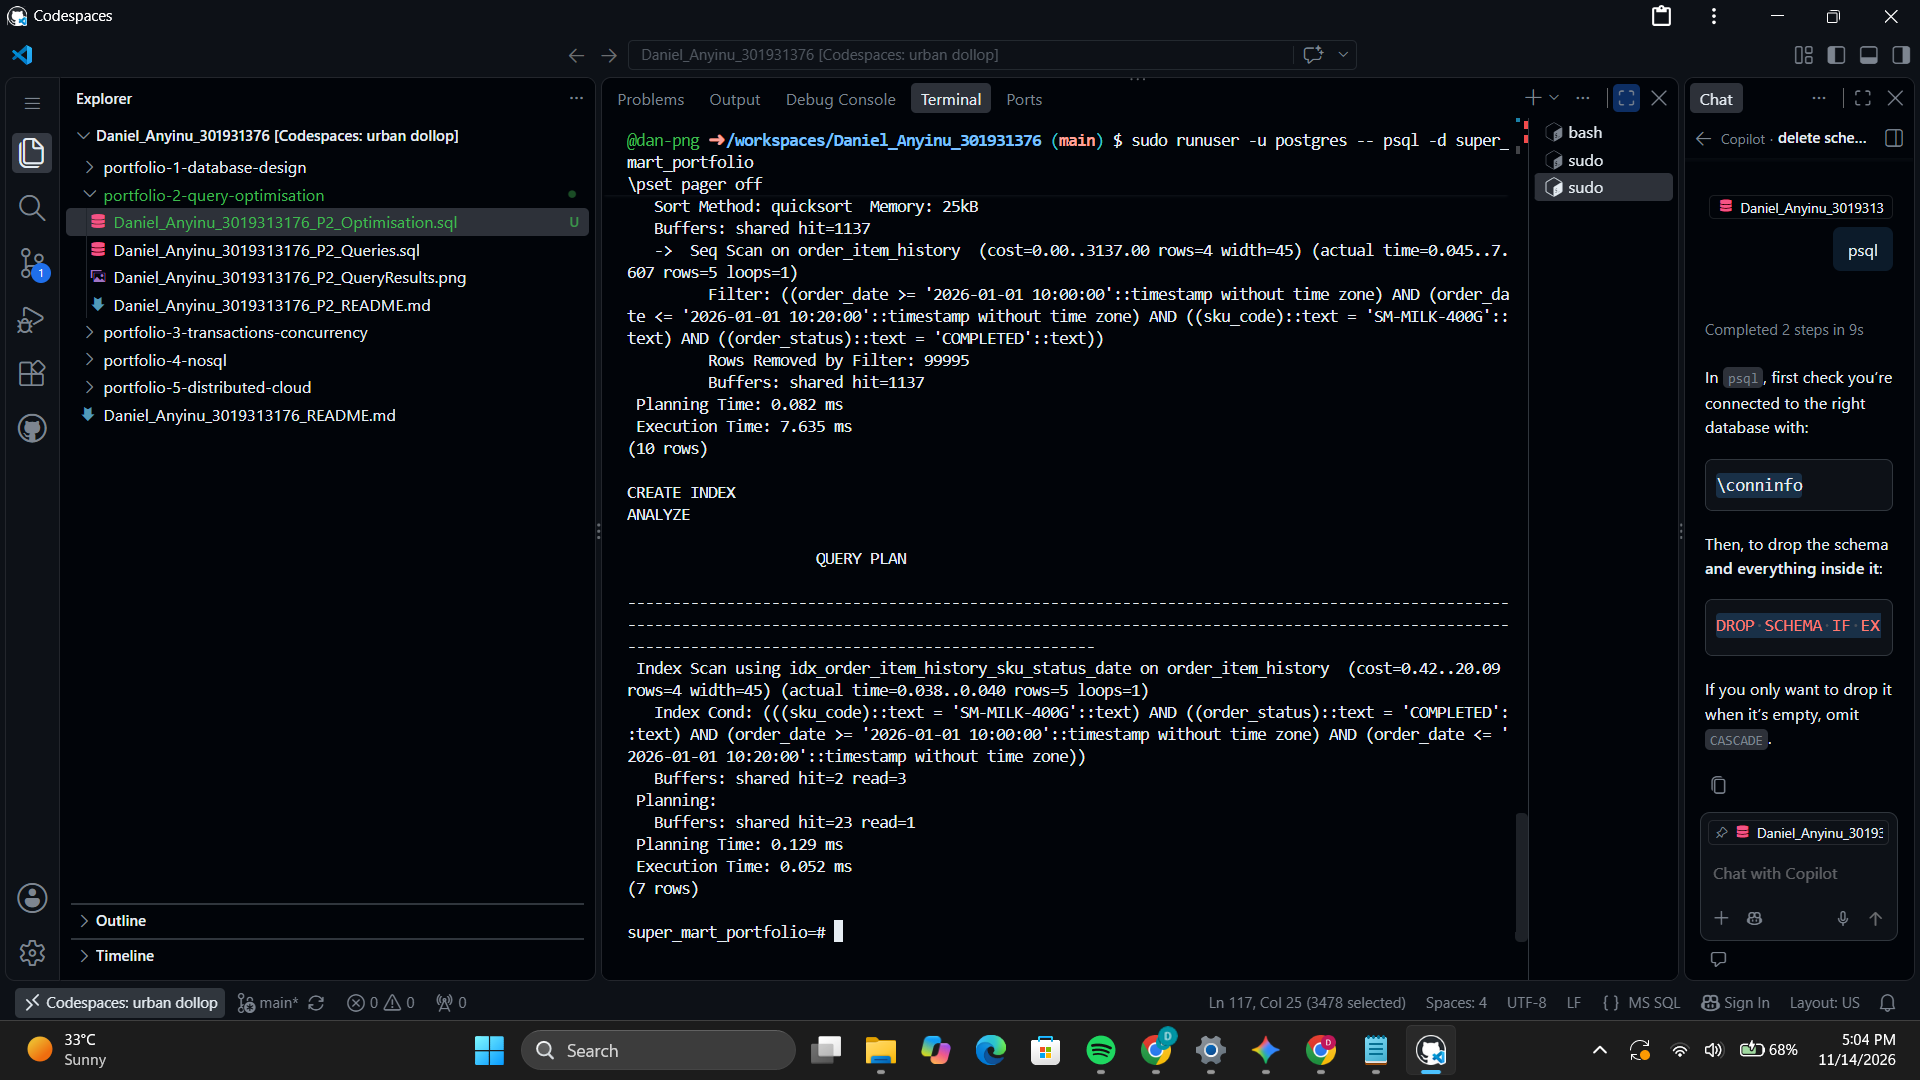 Codespaces
Daniel_Anyinu_301931376 [Codespaces: urban dollop]
Explorer
Daniel_Anyinu_301931376 [Codespaces: urban dollop]
portfolio-1-database-design
portfolio-2-query-optimisation
Daniel_Anyinu_3019313176_P2_Optimisation.sql U
Daniel_Anyinu_3019313176_P2_Queries.sql
Daniel_Anyinu_3019313176_P2_QueryResults.png
Daniel_Anyinu_3019313176_P2_README.md
portfolio-3-transactions-concurrency
portfolio-4-nosql
portfolio-5-distributed-cloud
Daniel_Anyinu_3019313176_README.md
1
Outline
Timeline
Problems Output Debug Console Terminal Ports
@dan-png ➜/workspaces/Daniel_Anyinu_301931376 (main) $ sudo runuser -u postgres -- psql -d super_
mart_portfolio
\pset pager off
Sort Method: quicksort  Memory: 25kB
Buffers: shared hit=1137
->  Seq Scan on order_item_history  (cost=0.00..3137.00 rows=4 width=45) (actual time=0.045..7.
607 rows=5 loops=1)
Filter: ((order_date >= '2026-01-01 10:00:00'::timestamp without time zone) AND (order_da
te <= '2026-01-01 10:20:00'::timestamp without time zone) AND ((sku_code)::text = 'SM-MILK-400G'::
text) AND ((order_status)::text = 'COMPLETED'::text))
Rows Removed by Filter: 99995
Buffers: shared hit=1137
Planning Time: 0.082 ms
Execution Time: 7.635 ms
(10 rows)
CREATE INDEX
ANALYZE
QUERY PLAN
--------------------------------------------------------------------------------------------------
--------------------------------------------------------------------------------------------------
----------------------------------------------------
Index Scan using idx_order_item_history_sku_status_date on order_item_history  (cost=0.42..20.09
rows=4 width=45) (actual time=0.038..0.040 rows=5 loops=1)
Index Cond: (((sku_code)::text = 'SM-MILK-400G'::text) AND ((order_status)::text = 'COMPLETED':
:text) AND (order_date >= '2026-01-01 10:00:00'::timestamp without time zone) AND (order_date <= '
2026-01-01 10:20:00'::timestamp without time zone))
Buffers: shared hit=2 read=3
Planning:
Buffers: shared hit=23 read=1
Planning Time: 0.129 ms
Execution Time: 0.052 ms
(7 rows)
super_mart_portfolio=#
bash
sudo
sudo
Chat
Copilot · delete sche...
Daniel_Anyinu_3019313
psql
Completed 2 steps in 9s
In psql, first check you're
connected to the right
database with:
\conninfo
Then, to drop the schema
and everything inside it:
DROP SCHEMA IF EX
If you only want to drop it
when it's empty, omit
CASCADE.
Daniel_Anyinu_30193
Chat with Copilot
Codespaces: urban dollop main* 0 0 0 Ln 117, Col 25 (3478 selected) Spaces: 4 UTF-8 LF { } MS SQL Sign In Layout: US
33°C
Sunny
Search
D
D
68%
5:04 PM
11/14/2026